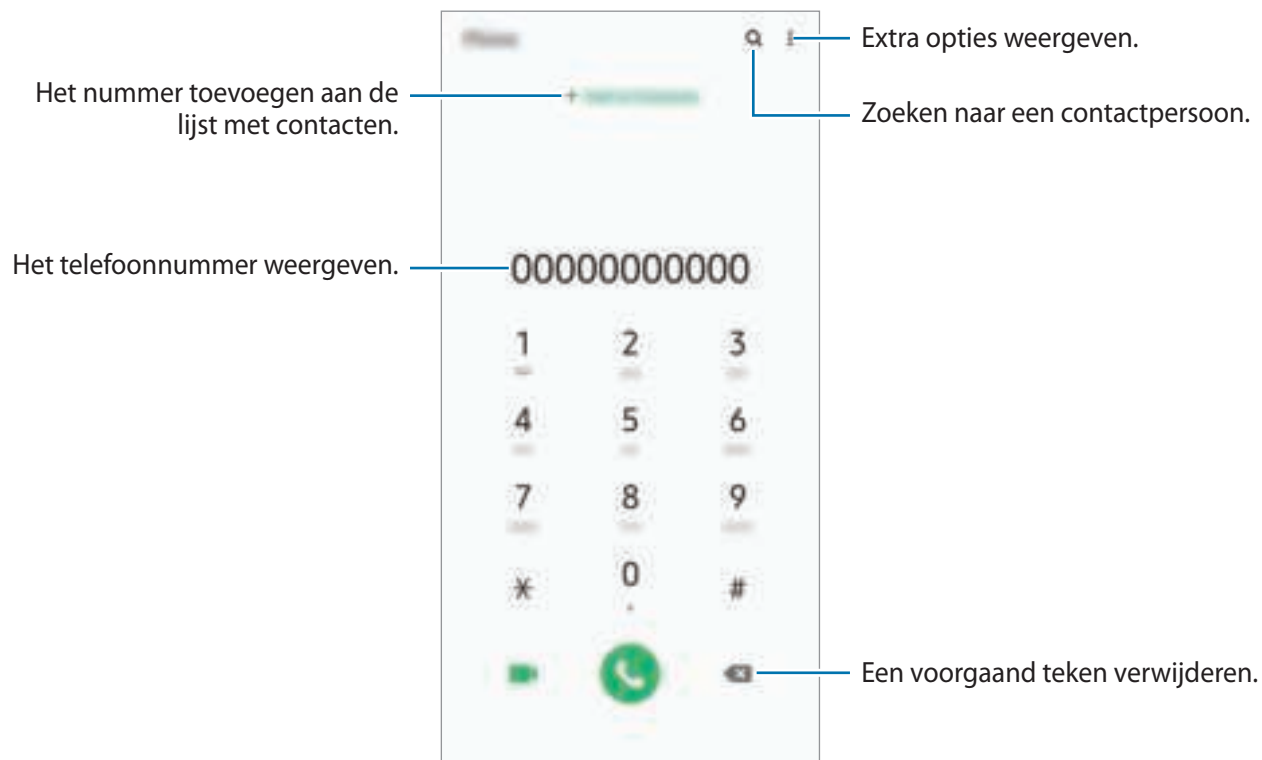 Extra opties weergeven.
Het nummer toevoegen aan de
lijst met contacten.
Zoeken naar een contactpersoon.
Het telefoonnummer weergeven.
00000000000
1 2 3
4 5 6
7 8 9
* 0 #
Een voorgaand teken verwijderen.